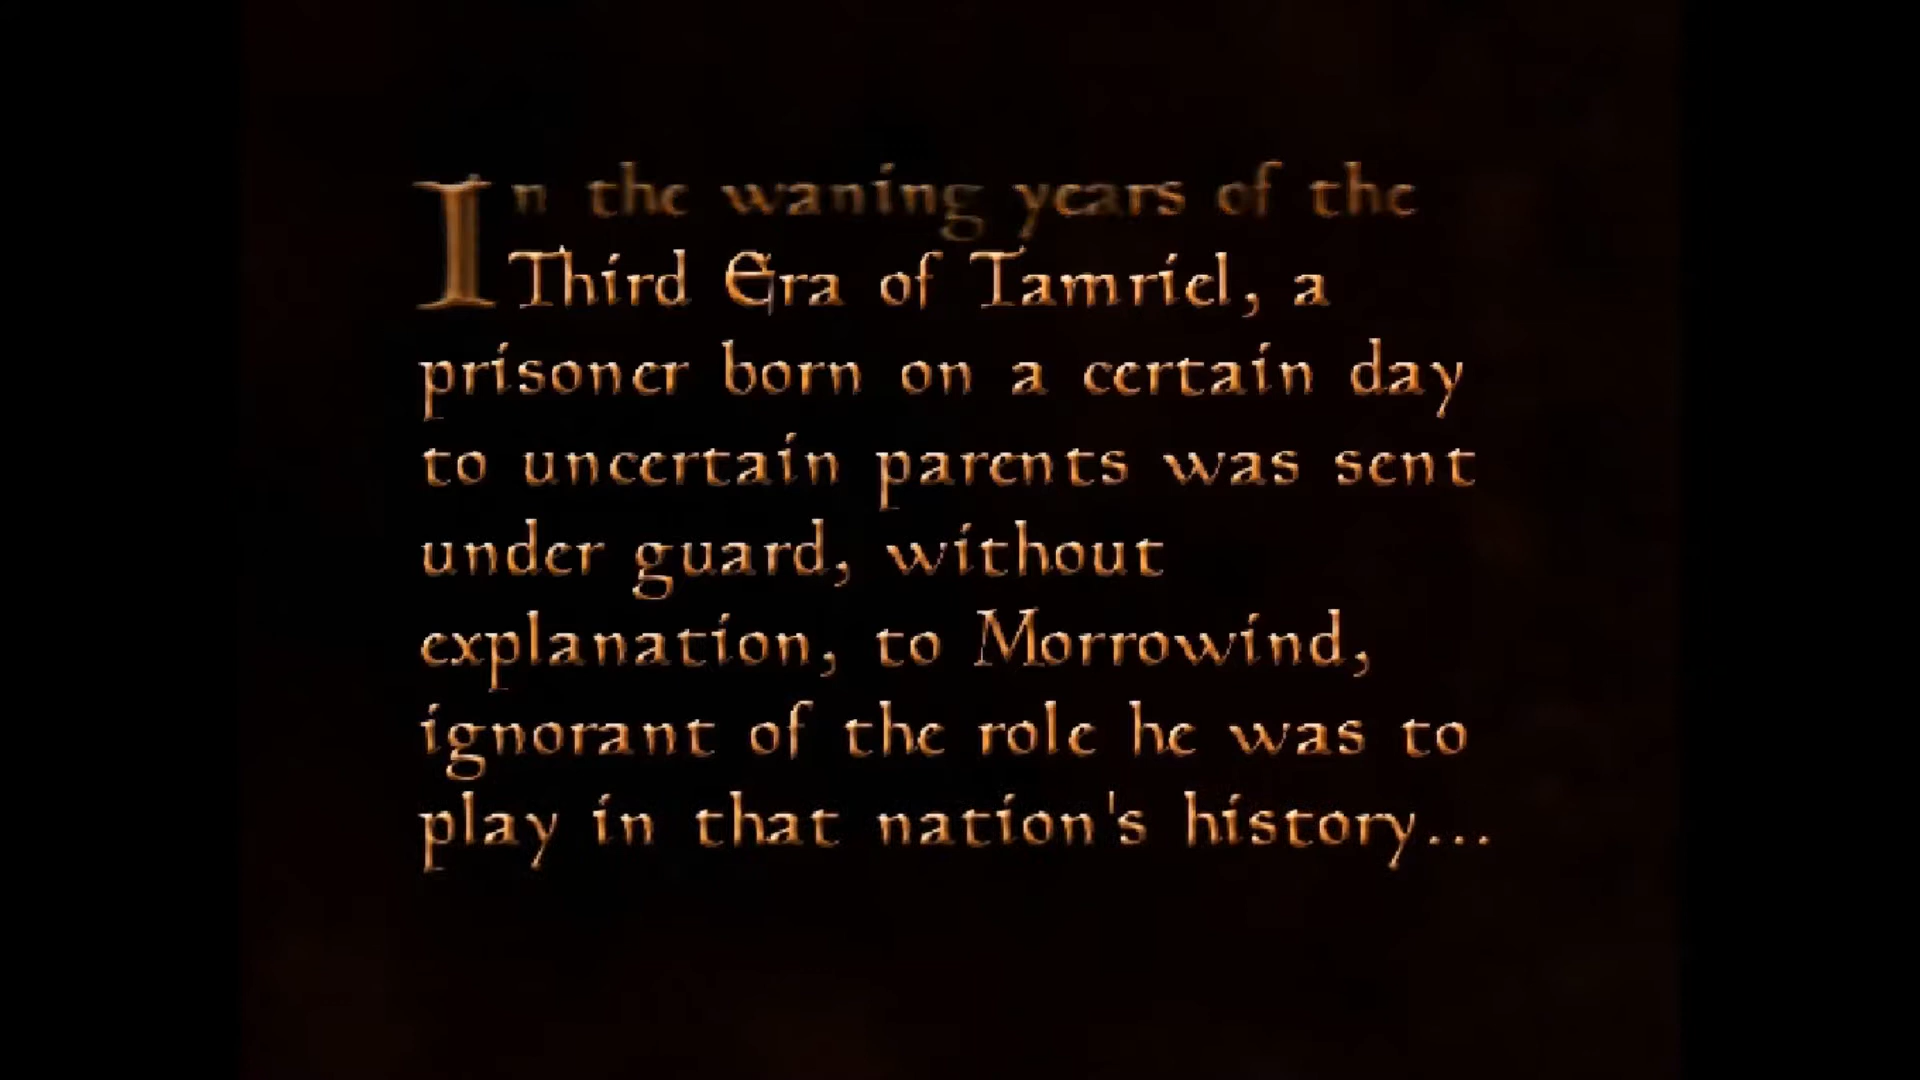 In the waning years of the
Third Era of Tamriel, a
prisoner born on a certain day
to uncertain parents was sent
under guard, without
explanation, to Morrowind,
ignorant of the role he was to
play in that nation's history...